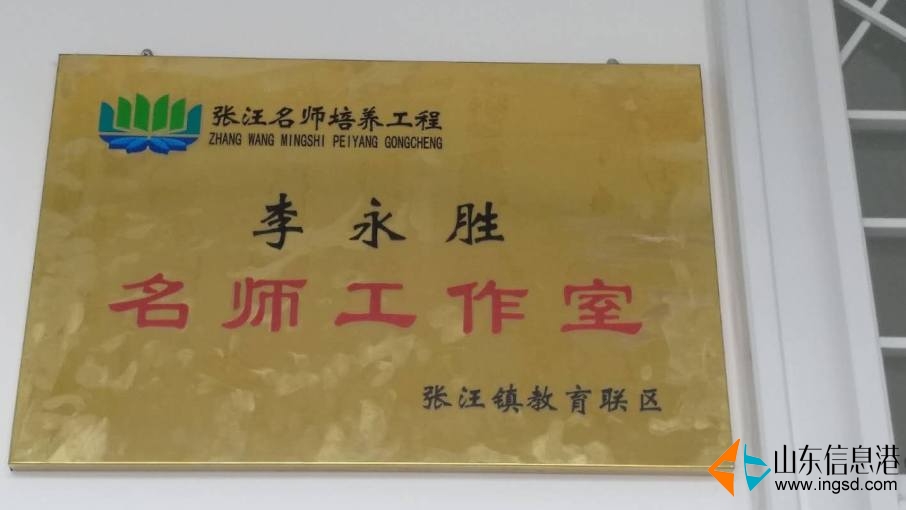 张汪名师培养工程
ZHANG WANG MINGSHI PEIYANG GONGCHENG
李永胜
名师工作室
张汪镇教育联区
山东信息港
www.ingsd.com